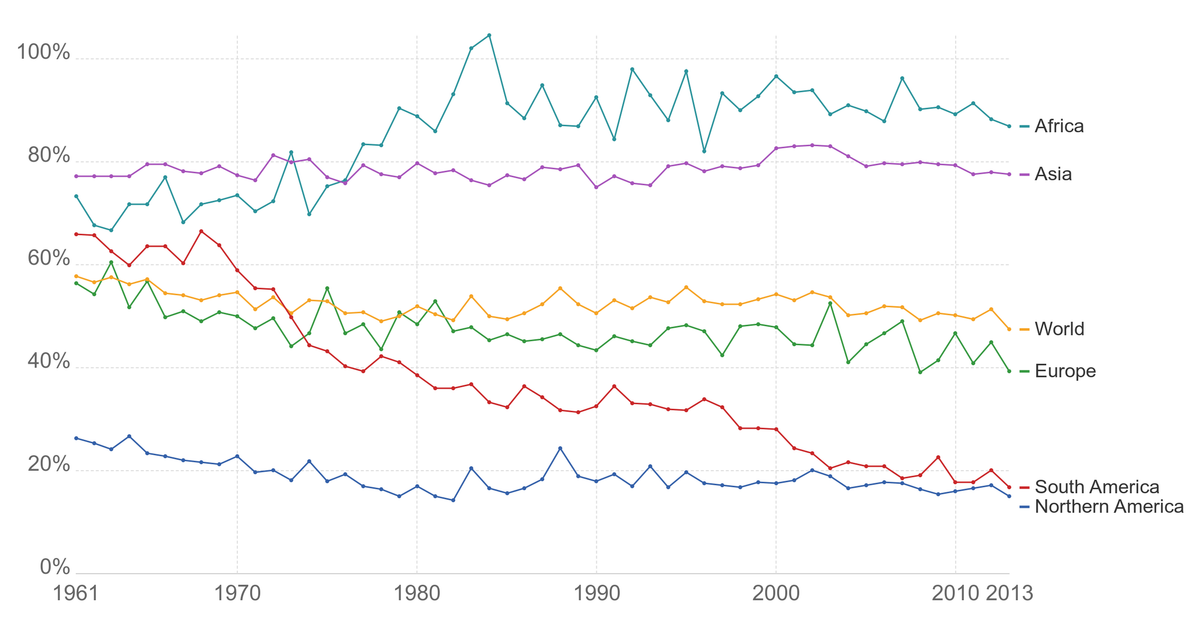 100%
80%
60%
40%
20%
0%
1961 1970 1980 1990 2000 2010 2013
Africa
Asia
World
Europe
South America
Northern America